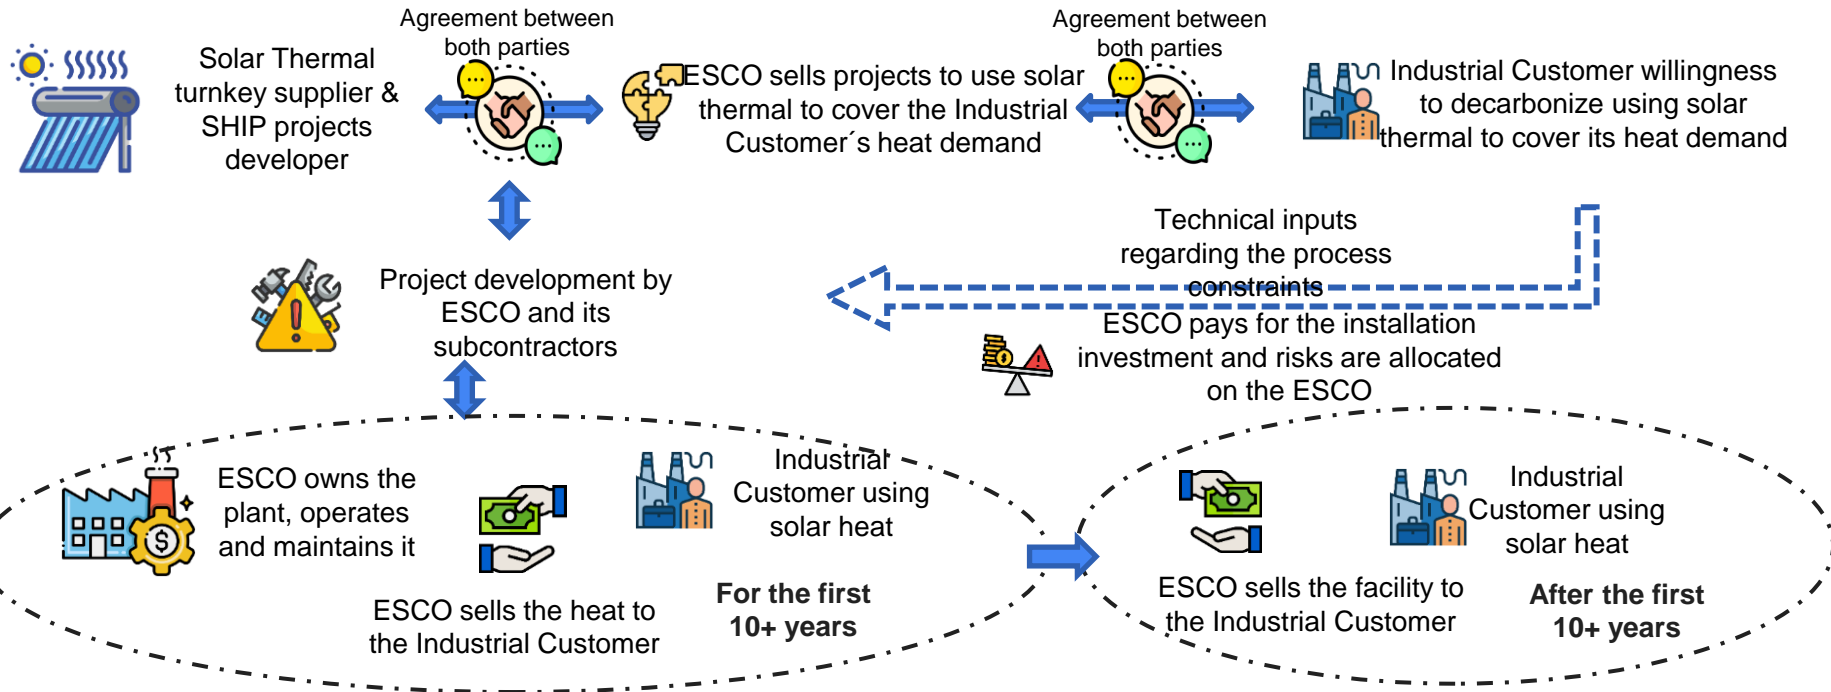 Agreement between
both parties
Agreement between
both parties
Solar Thermal
turnkey supplier &
SHIP projects
developer
ESCO sells projects to use solar
thermal to cover the Industrial
Customer´s heat demand
Industrial Customer willingness
to decarbonize using solar
thermal to cover its heat demand
Technical inputs
regarding the process
constraints
Project development by
ESCO and its
subcontractors
ESCO pays for the installation
investment and risks are allocated
on the ESCO
ESCO owns the
plant, operates
and maintains it
ESCO sells the heat to
the Industrial Customer
Industrial
Customer using
solar heat
For the first
10+ years
ESCO sells the facility to
the Industrial Customer
Industrial
Customer using
solar heat
After the first
10+ years